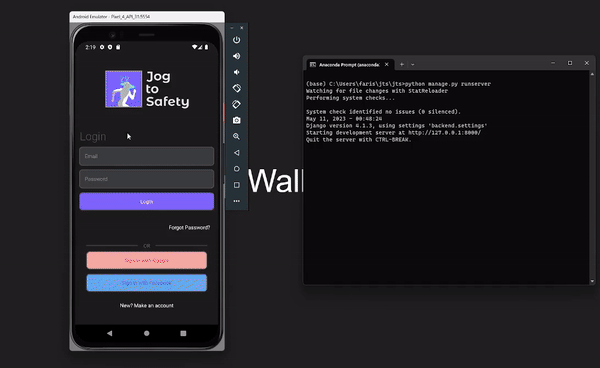 Android Emulator - Pixel_4_API_33:5554
2:19
Jog
to
Safety
Login
Email
Password
Login
Forgot Password?
OR
Sign in with Google
Sign in with Facebook
New? Make an account
Wall
Anaconda Prompt (anaconda3
(base) C:\Users\faris\jts\jts>python manage.py runserver
Watching for file changes with StatReloader
Performing system checks...
System check identified no issues (0 silenced).
May 11, 2023 - 00:48:24
Django version 4.1.3, using settings 'backend.settings'
Starting development server at http://127.0.0.1:8000/
Quit the server with CTRL-BREAK.